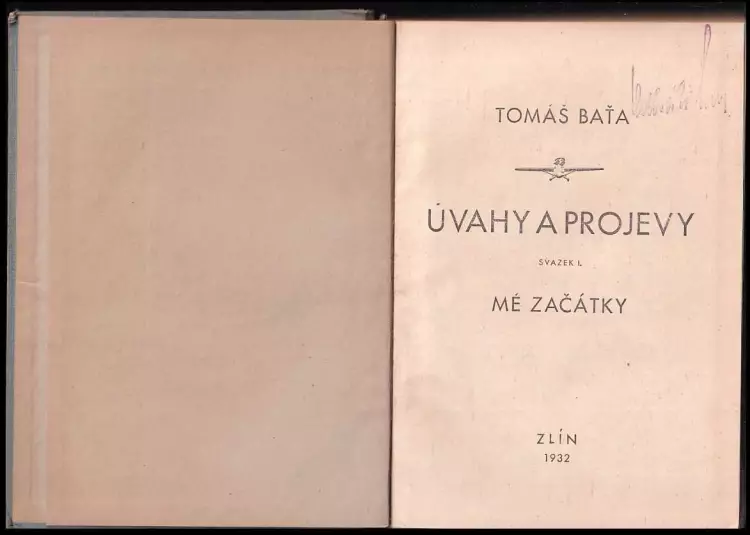 TOMÁŠ BAŤA
ÚVAHY A PROJEVY
SVAZEK I.
MÉ ZAČÁTKY
ZLÍN
1932